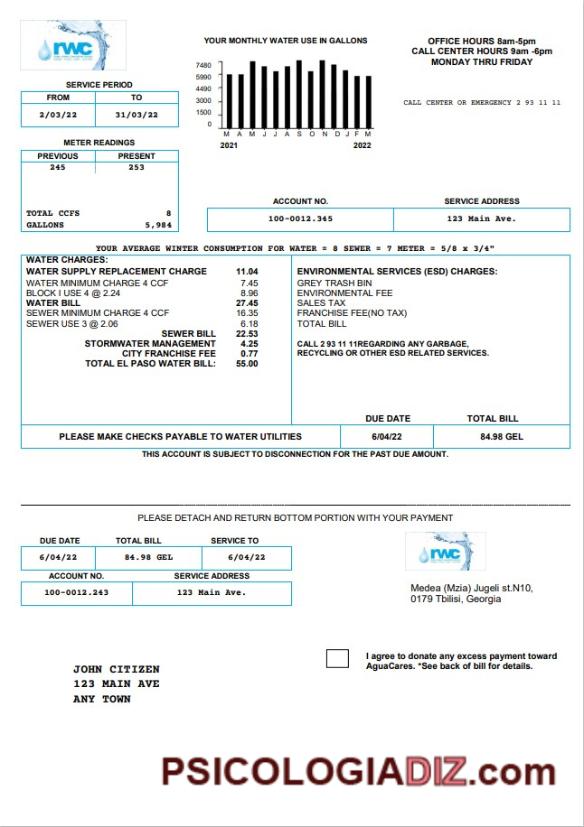 rwc
YOUR MONTHLY WATER USE IN GALLONS
OFFICE HOURS 8am-5pm
CALL CENTER HOURS 9am -6pm
MONDAY THRU FRIDAY
CALL CENTER OR EMERGENCY 2 93 11 11
7480
5990
4490
3000
1500
0
M A M J J A S O N D J F M
2021 2022
SERVICE PERIOD
FROM TO
2/03/22 31/03/22
METER READINGS
PREVIOUS PRESENT
245 253
TOTAL CCFS 8
GALLONS 5,984
ACCOUNT NO. SERVICE ADDRESS
100-0012.345 123 Main Ave.
YOUR AVERAGE WINTER CONSUMPTION FOR WATER = 8 SEWER = 7 METER = 5/8 x 3/4"
WATER CHARGES:
WATER SUPPLY REPLACEMENT CHARGE 11.04
WATER MINIMUM CHARGE 4 CCF 7.45
BLOCK I USE 4 @ 2.24 8.96
WATER BILL 27.45
SEWER MINIMUM CHARGE 4 CCF 16.35
SEWER USE 3 @ 2.06 6.18
SEWER BILL 22.53
STORMWATER MANAGEMENT 4.25
CITY FRANCHISE FEE 0.77
TOTAL EL PASO WATER BILL: 55.00
ENVIRONMENTAL SERVICES (ESD) CHARGES:
GREY TRASH BIN
ENVIRONMENTAL FEE
SALES TAX
FRANCHISE FEE(NO TAX)
TOTAL BILL
CALL 2 93 11 11REGARDING ANY GARBAGE,
RECYCLING OR OTHER ESD RELATED SERVICES.
DUE DATE TOTAL BILL
PLEASE MAKE CHECKS PAYABLE TO WATER UTILITIES 6/04/22 84.98 GEL
THIS ACCOUNT IS SUBJECT TO DISCONNECTION FOR THE PAST DUE AMOUNT.
PLEASE DETACH AND RETURN BOTTOM PORTION WITH YOUR PAYMENT
DUE DATE TOTAL BILL SERVICE TO
6/04/22 84.98 GEL 6/04/22
ACCOUNT NO. SERVICE ADDRESS
100-0012.243 123 Main Ave.
rwc
Medea (Mzia) Jugeli st.N10,
0179 Tbilisi, Georgia
I agree to donate any excess payment toward
AguaCares. *See back of bill for details.
JOHN CITIZEN
123 MAIN AVE
ANY TOWN
PSICOLOGIADIZ.com